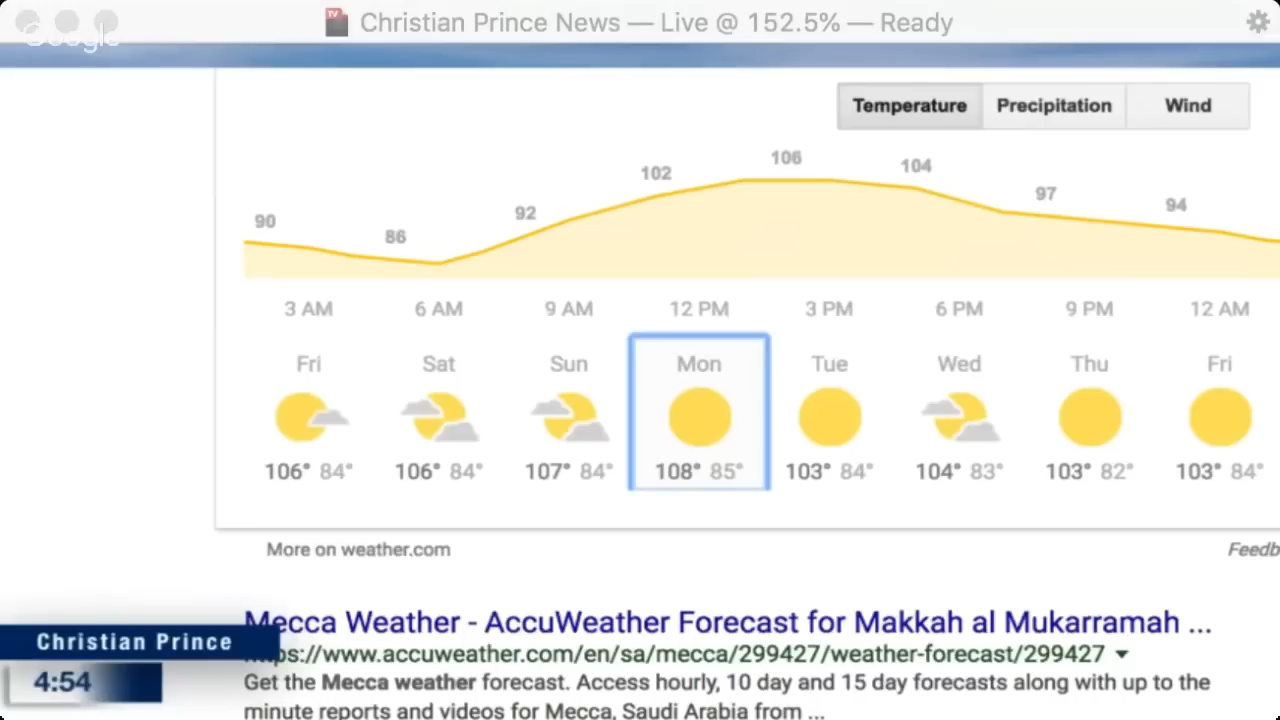 Christian Prince News — Live @ 152.5% — Ready
Google
Temperature Precipitation Wind
90 86 92 102 106 104 97 94
3 AM 6 AM 9 AM 12 PM 3 PM 6 PM 9 PM 12 AM
Fri Sat Sun Mon Tue Wed Thu Fri
106° 84° 106° 84° 107° 84° 108° 85° 103° 84° 104° 83° 103° 82° 103° 84°
More on weather.com
Mecca Weather - AccuWeather Forecast for Makkah al Mukarramah ...
Christian Prince
ttps://www.accuweather.com/en/sa/mecca/299427/weather-forecast/299427
4:54
Get the Mecca weather forecast. Access hourly, 10 day and 15 day forecasts along with up to the
minute reports and videos for Mecca, Saudi Arabia from ...